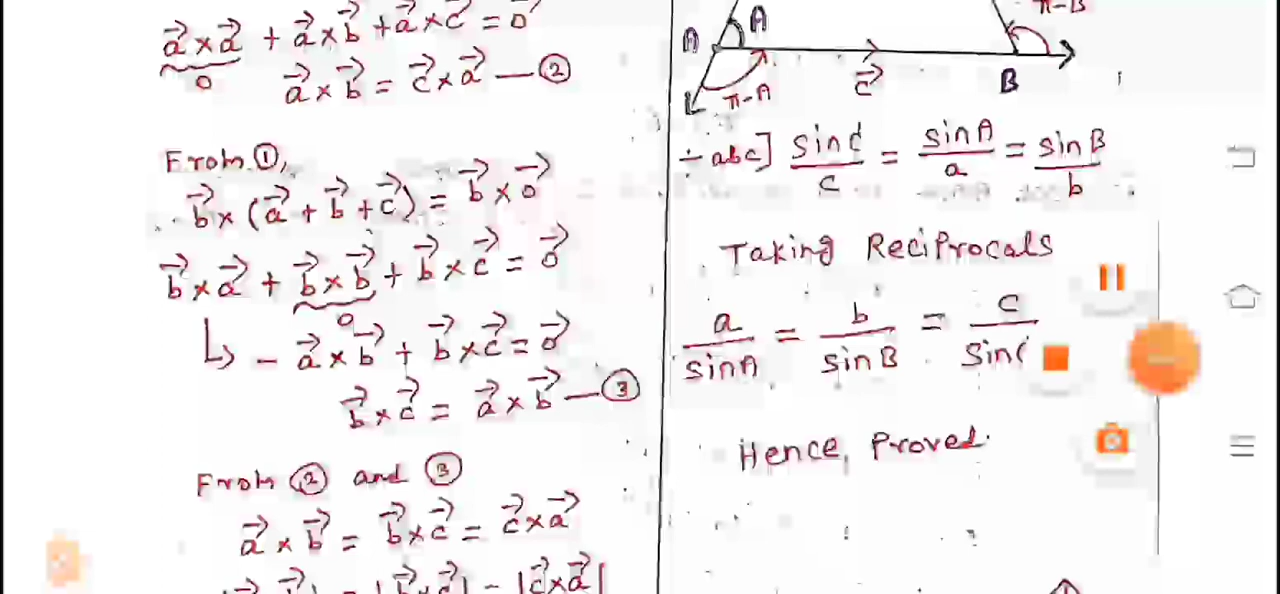 a⃗×a⃗ + a⃗×b⃗ + a⃗×c⃗ = 0⃗
0
a⃗×b⃗ = c⃗×a⃗ — ②
From ①,
b⃗×(a⃗+b⃗+c⃗) = b⃗×0⃗
b⃗×a⃗ + b⃗×b⃗ + b⃗×c⃗ = 0⃗
0
↳ - a⃗×b⃗ + b⃗×c⃗ = 0⃗
b⃗×c⃗ = a⃗×b⃗ — ③
From ② and ③
a⃗×b⃗ = b⃗×c⃗ = c⃗×a⃗
π-B
A A
π-A c⃗ B
÷abc] sinC/c = sinA/a = sinB/b
Taking Reciprocals
a/sinA = b/sinB = c/sinC
Hence, Proved.